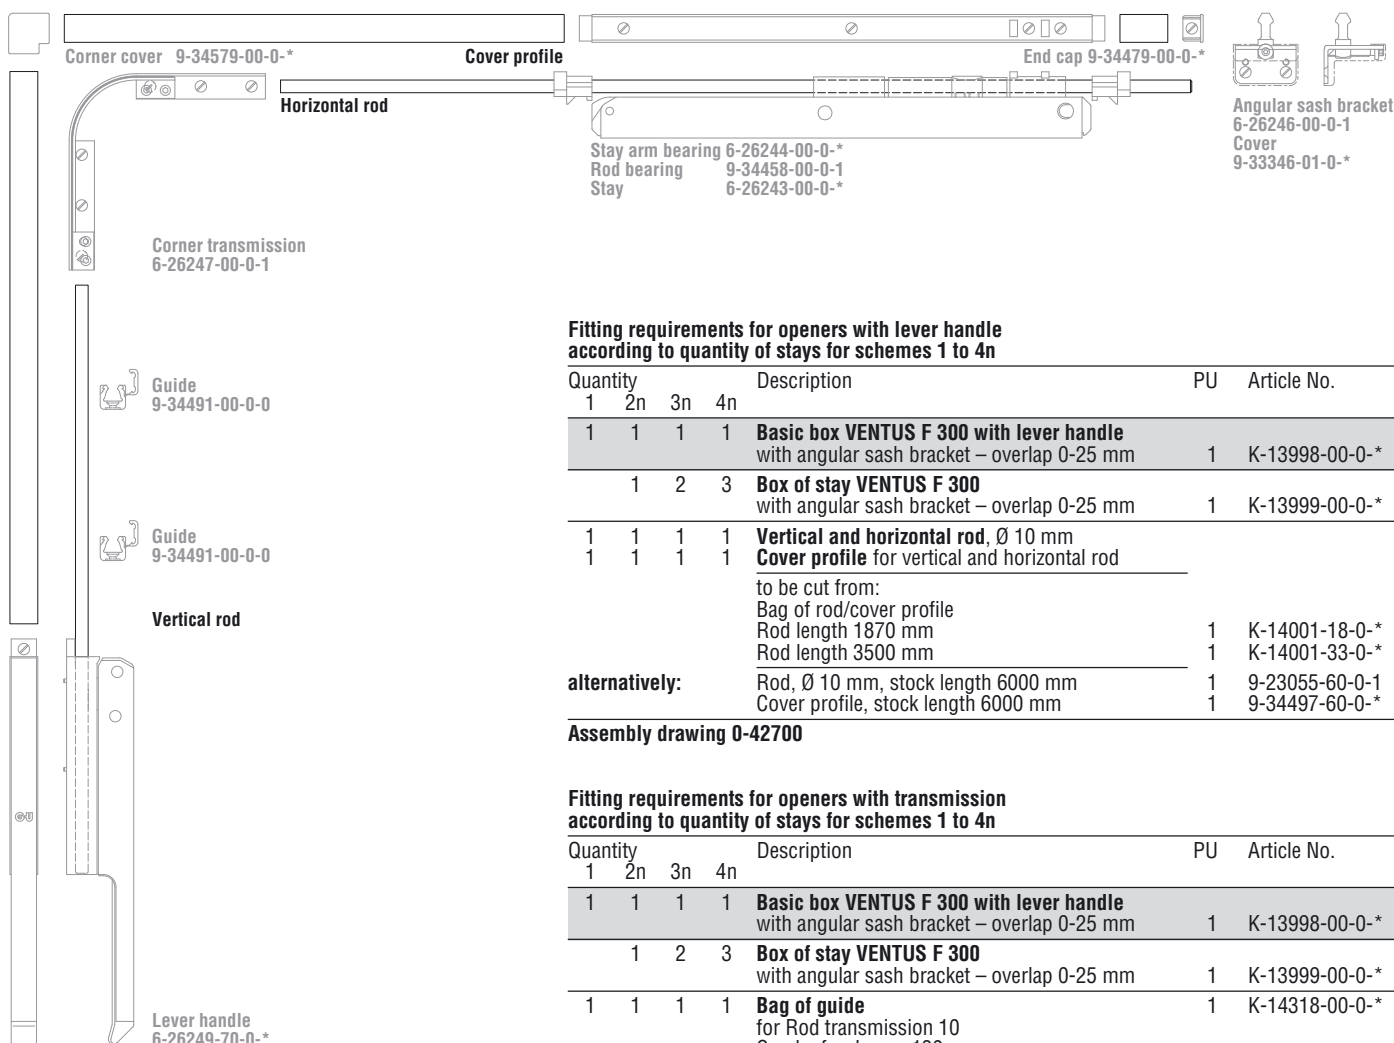 Corner cover 9-34579-00-0-*
Cover profile
End cap 9-34479-00-0-*
Horizontal rod
Angular sash bracket
6-26246-00-0-1
Cover
9-33346-01-0-*
Stay arm bearing 6-26244-00-0-*
Rod bearing 9-34458-00-0-1
Stay 6-26243-00-0-*
Corner transmission
6-26247-00-0-1
Guide
9-34491-00-0-0
Guide
9-34491-00-0-0
Vertical rod
GU
Lever handle
6-26249-70-0-*
Fitting requirements for openers with lever handle
according to quantity of stays for schemes 1 to 4n
Quantity Description PU Article No.
1 2n 3n 4n
1 1 1 1 Basic box VENTUS F 300 with lever handle
with angular sash bracket – overlap 0-25 mm 1 K-13998-00-0-*
1 2 3 Box of stay VENTUS F 300
with angular sash bracket – overlap 0-25 mm 1 K-13999-00-0-*
1 1 1 1 Vertical and horizontal rod, Ø 10 mm
1 1 1 1 Cover profile for vertical and horizontal rod
to be cut from:
Bag of rod/cover profile
Rod length 1870 mm 1 K-14001-18-0-*
Rod length 3500 mm 1 K-14001-33-0-*
alternatively: Rod, Ø 10 mm, stock length 6000 mm 1 9-23055-60-0-1
Cover profile, stock length 6000 mm 1 9-34497-60-0-*
Assembly drawing 0-42700
Fitting requirements for openers with transmission
according to quantity of stays for schemes 1 to 4n
Quantity Description PU Article No.
1 2n 3n 4n
1 1 1 1 Basic box VENTUS F 300 with lever handle
with angular sash bracket – overlap 0-25 mm 1 K-13998-00-0-*
1 2 3 Box of stay VENTUS F 300
with angular sash bracket – overlap 0-25 mm 1 K-13999-00-0-*
1 1 1 1 Bag of guide 1 K-14318-00-0-*
for Rod transmission 10